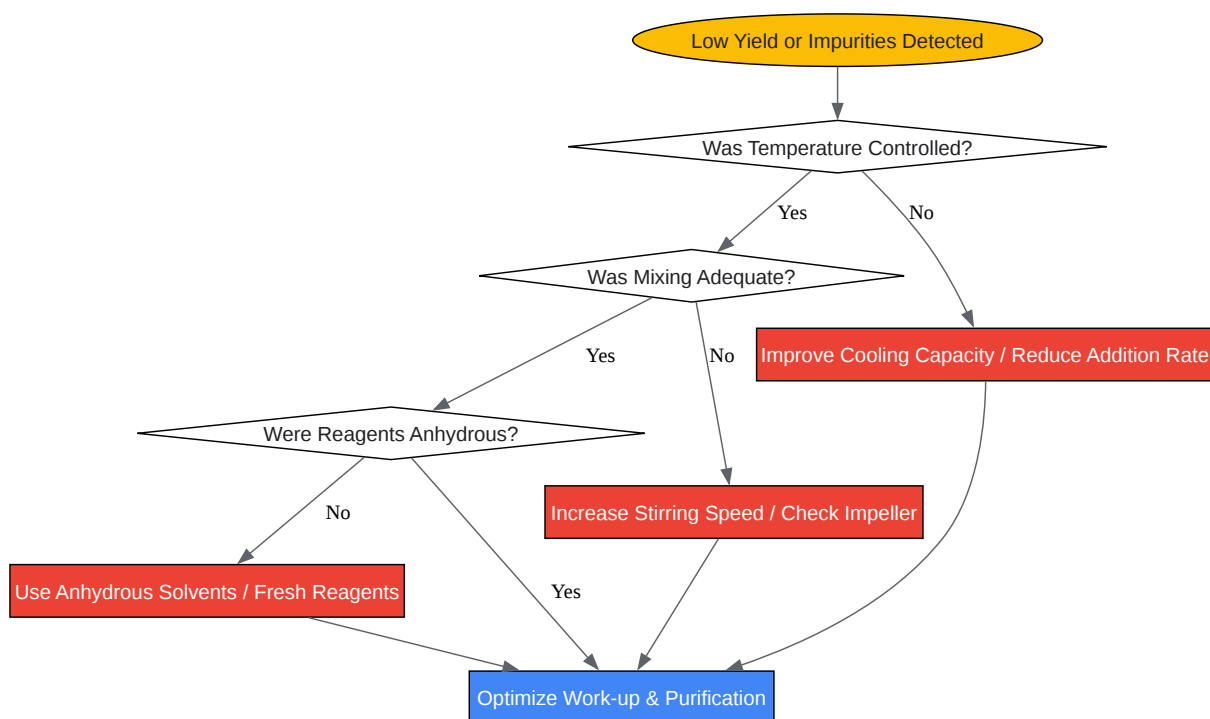 Low Yield or Impurities Detected
Was Temperature Controlled?
Yes
No
Was Mixing Adequate?
Improve Cooling Capacity / Reduce Addition Rate
Yes
No
Were Reagents Anhydrous?
Increase Stirring Speed / Check Impeller
No
Use Anhydrous Solvents / Fresh Reagents
Yes
Optimize Work-up & Purification